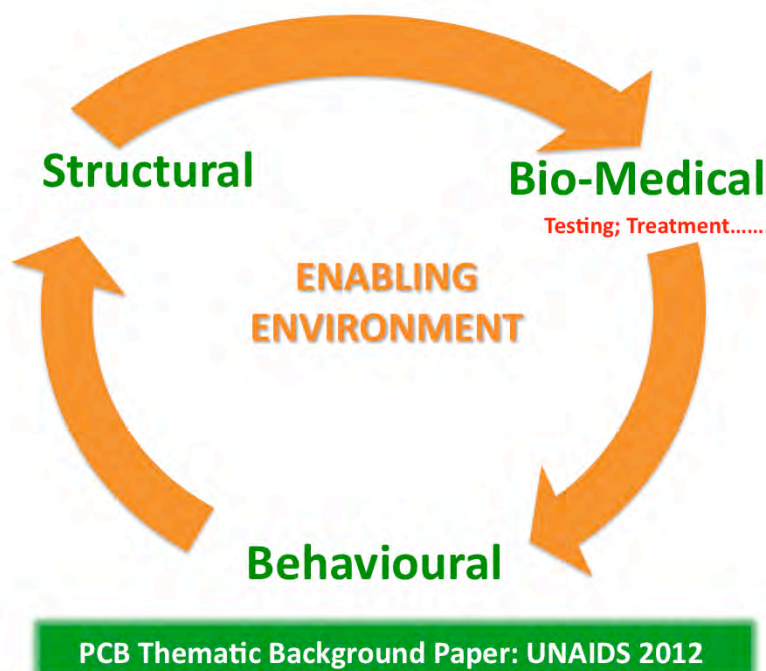 Structural
Bio-Medical
Testing; Treatment......
ENABLING
ENVIRONMENT
Behavioural
PCB Thematic Background Paper: UNAIDS 2012